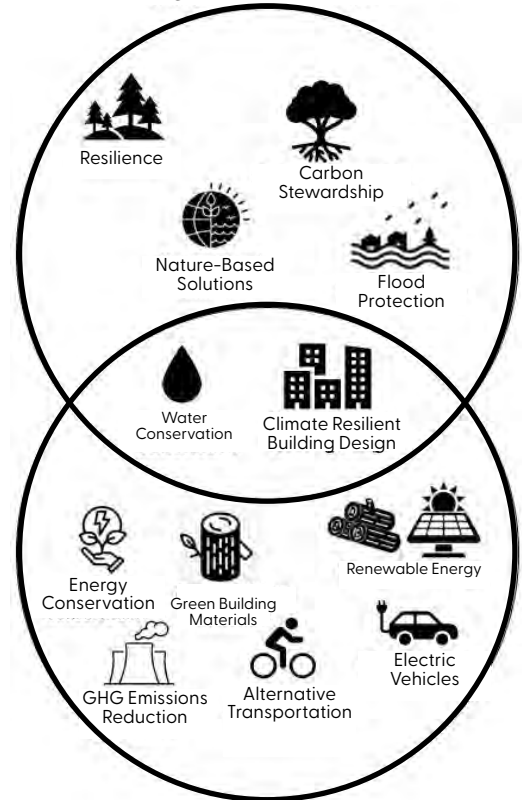 Resilience
Carbon
Stewardship
Nature-Based
Solutions
Flood
Protection
Water
Conservation
Climate Resilient
Building Design
Energy
Conservation
Green Building
Materials
Renewable Energy
GHG Emissions
Reduction
Alternative
Transportation
Electric
Vehicles